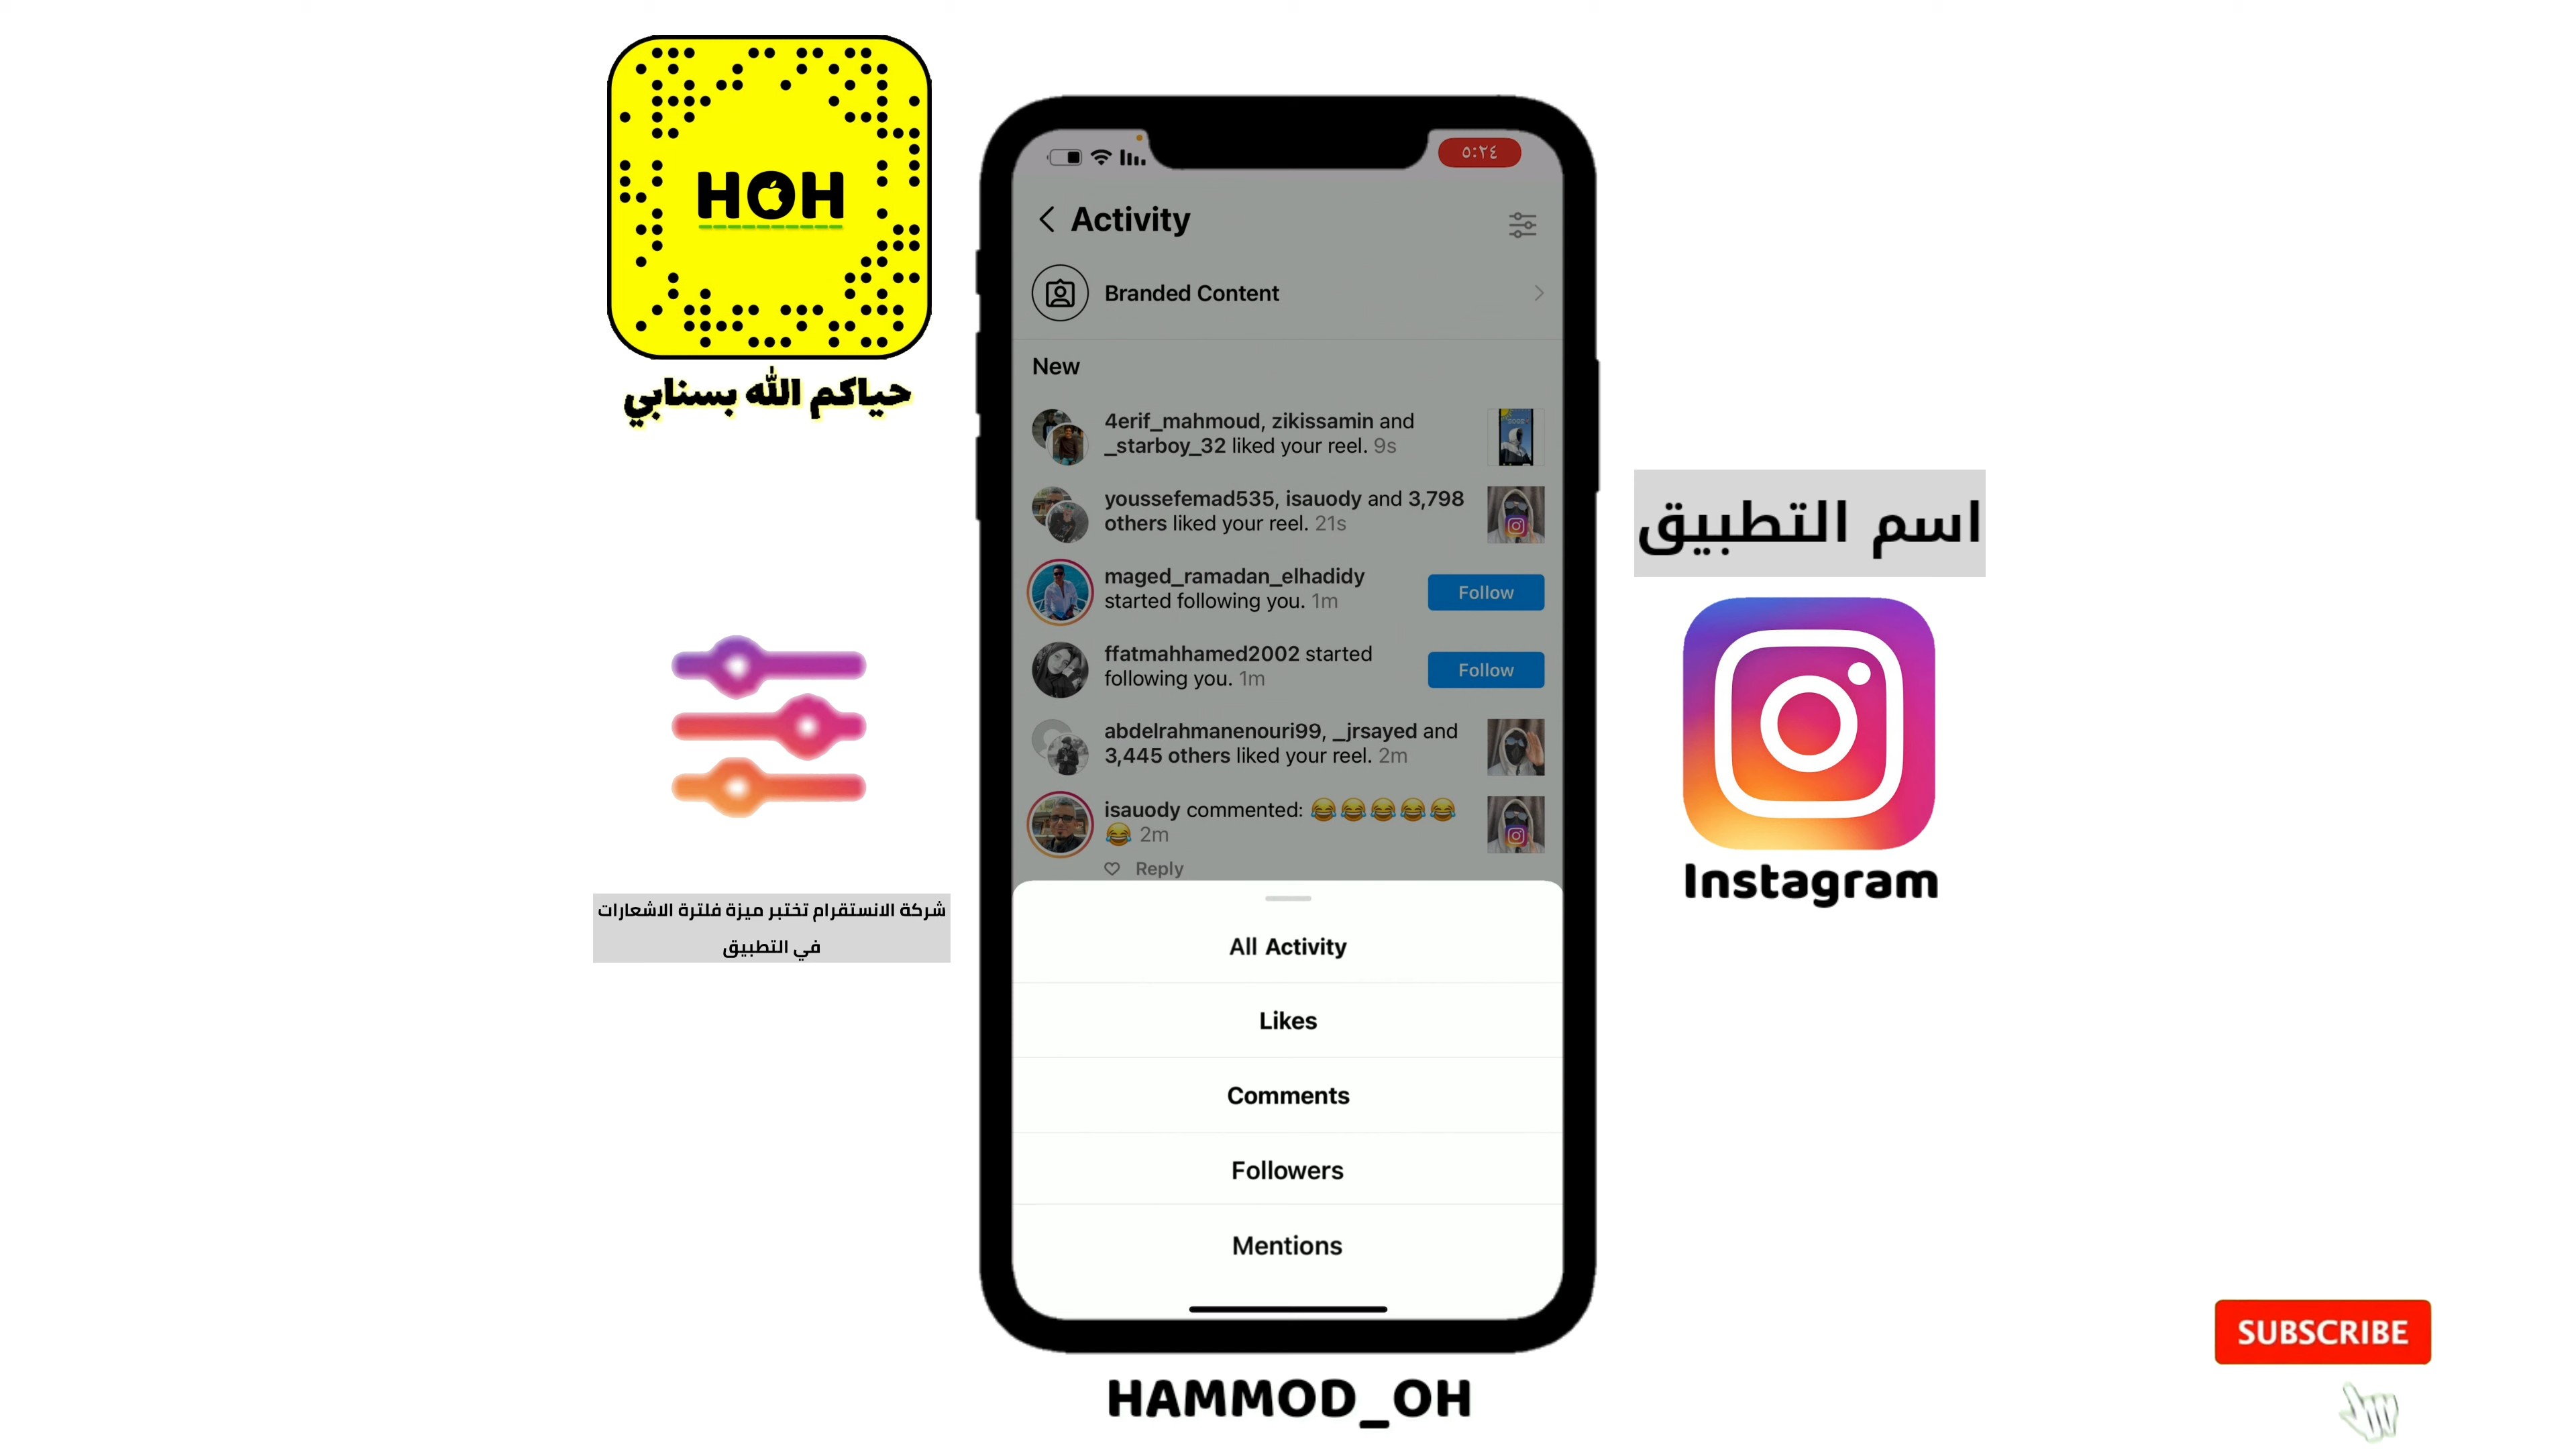 HOH
حياكم الله بسنابي
شركة الانستقرام تختبر ميزة فلترة الاشعارات
في التطبيق
٥:٢٤
Activity
Branded Content
New
4erif_mahmoud, zikissamin and
_starboy_32 liked your reel. 9s
youssefemad535, isauody and 3,798
others liked your reel. 21s
maged_ramadan_elhadidy
started following you. 1m
Follow
ffatmahhamed2002 started
following you. 1m
Follow
abdelrahmanenouri99, _jrsayed and
3,445 others liked your reel. 2m
isauody commented: 😂😂😂😂😂
😂 2m
Reply
All Activity
Likes
Comments
Followers
Mentions
HAMMOD_OH
اسم التطبيق
Instagram
SUBSCRIBE